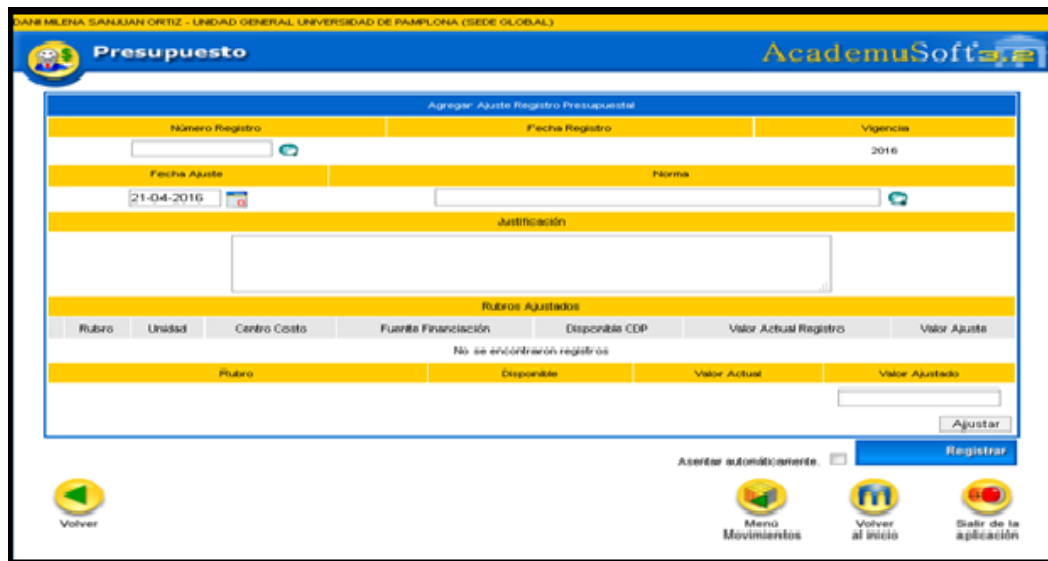 DANI MILENA SANJUAN ORTIZ - UNIDAD GENERAL UNIVERSIDAD DE PAMPLONA (SEDE GLOBAL)
Presupuesto
AcademuSoft 3.2
Agregar Ajuste Registro Presupuestal
Número Registro Fecha Registro Vigencia
2016
Fecha Ajuste Norma
21-04-2016
Justificación
Rubros Ajustados
Rubro Unidad Centro Costo Fuente Financiación Disponible CDP Valor Actual Registro Valor Ajuste
No se encontraron registros
Rubro Disponible Valor Actual Valor Ajustado
Ajustar
Asentar automáticamente. Registrar
Volver
Menú Movimientos
Volver al inicio
Salir de la aplicación